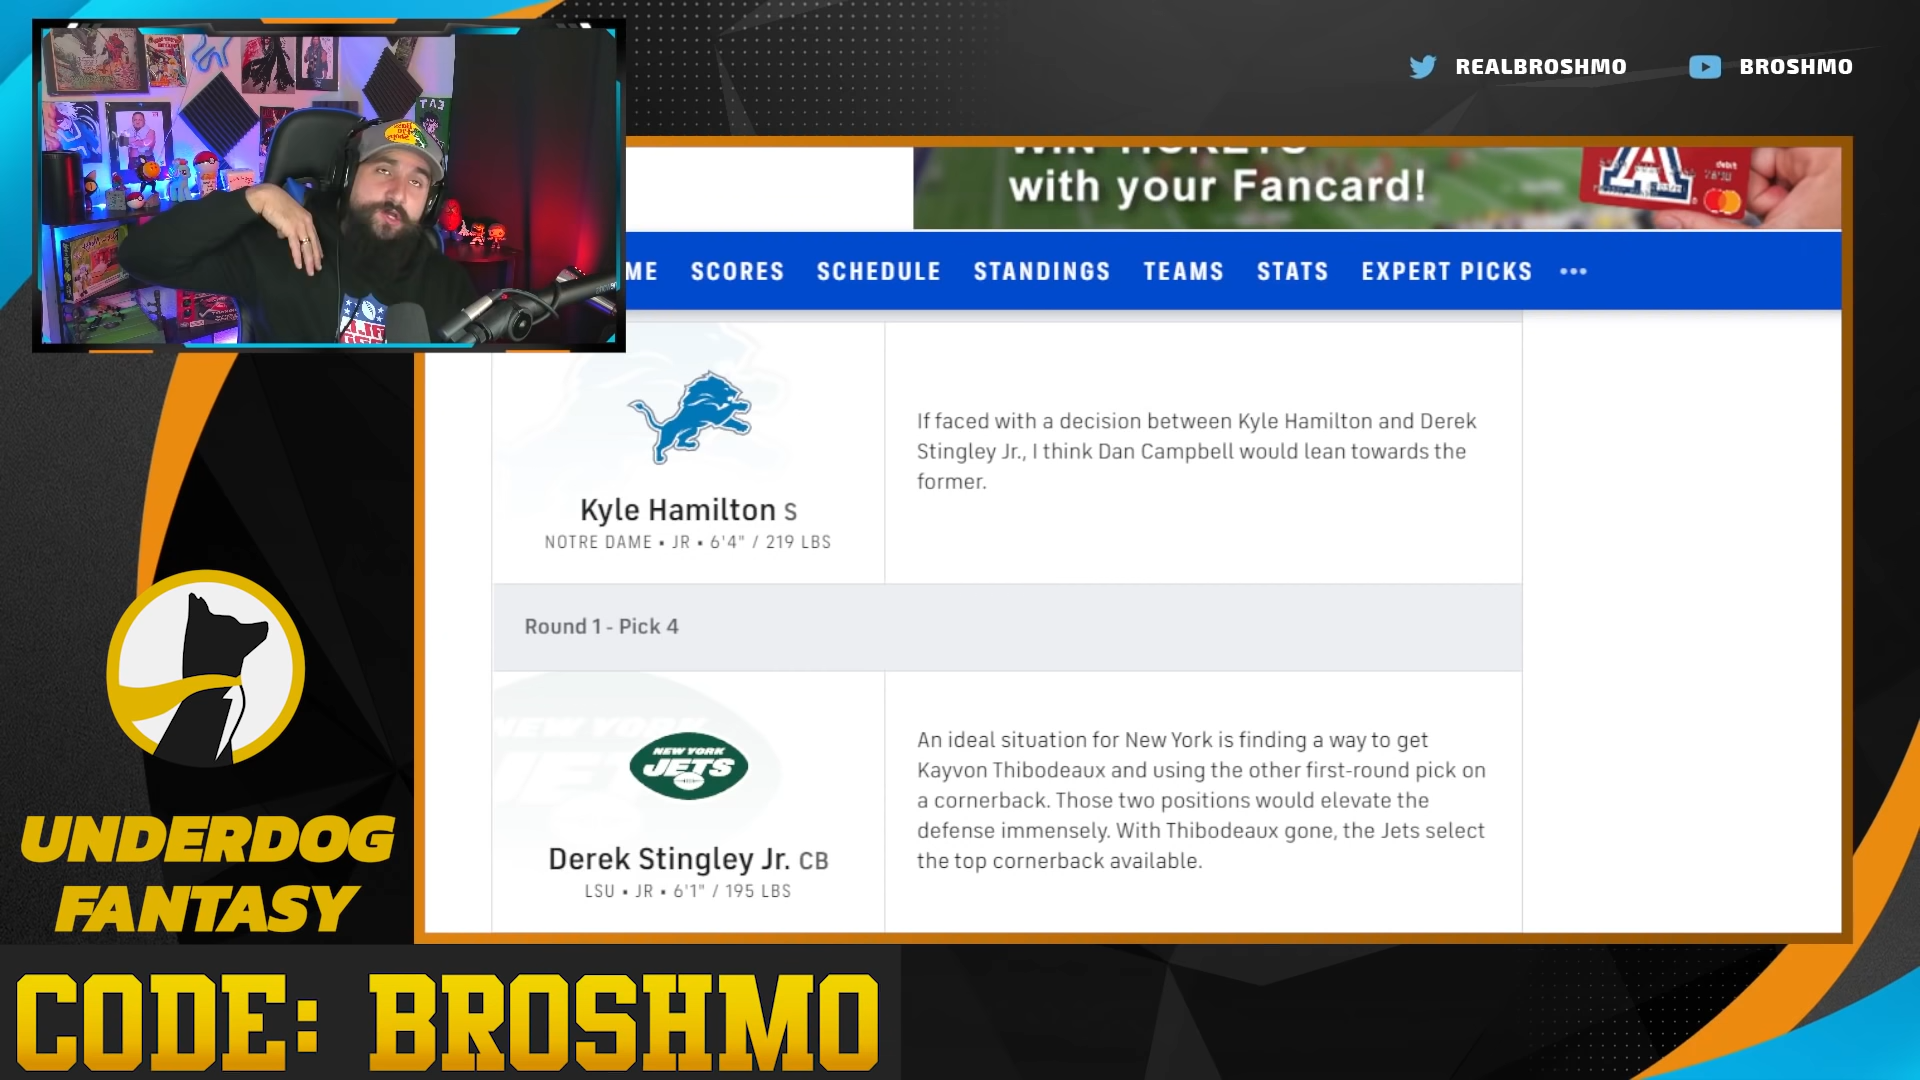 REALBROSHMO
BROSHMO
with your Fancard!
debit
ME SCORES SCHEDULE STANDINGS TEAMS STATS EXPERT PICKS
Kyle Hamilton S
NOTRE DAME • JR • 6'4" / 219 LBS
If faced with a decision between Kyle Hamilton and Derek
Stingley Jr., I think Dan Campbell would lean towards the
former.
Round 1 - Pick 4
NEW YORK
JETS
Derek Stingley Jr. CB
LSU • JR • 6'1" / 195 LBS
An ideal situation for New York is finding a way to get
Kayvon Thibodeaux and using the other first-round pick on
a cornerback. Those two positions would elevate the
defense immensely. With Thibodeaux gone, the Jets select
the top cornerback available.
UNDERDOG
FANTASY
CODE: BROSHMO